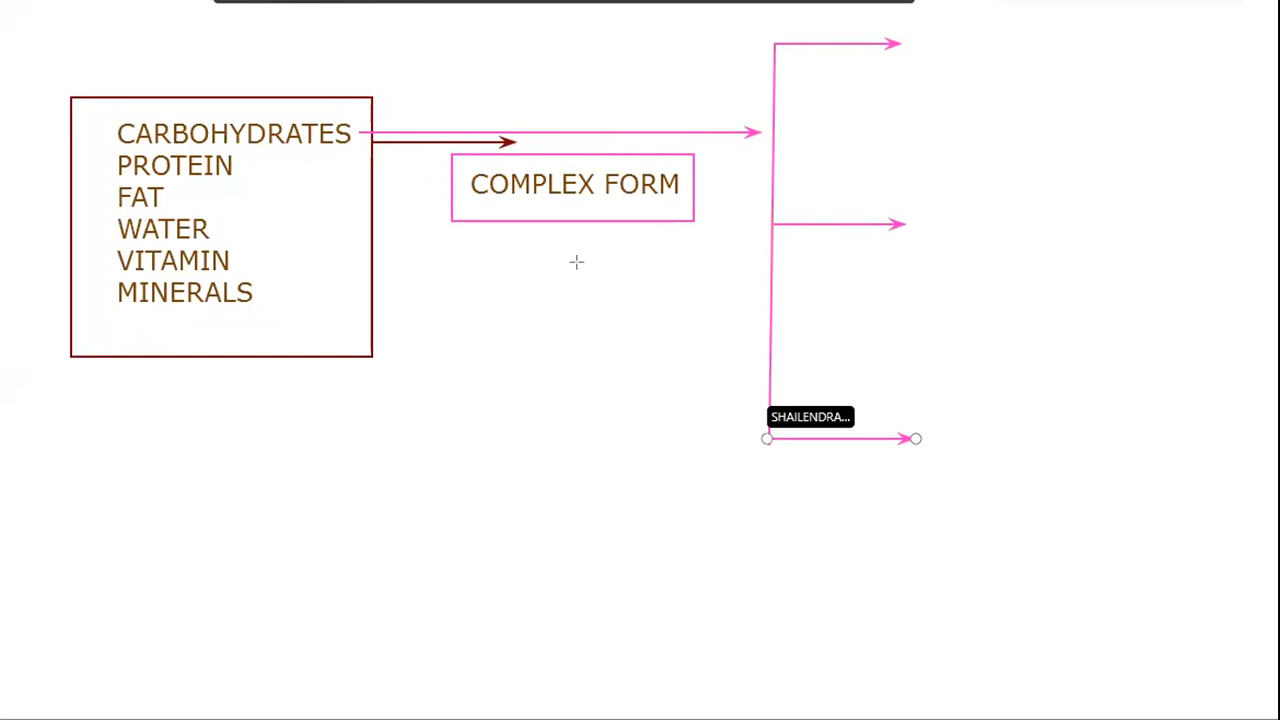 CARBOHYDRATES
PROTEIN
FAT
WATER
VITAMIN
MINERALS
COMPLEX FORM
SHAILENDRA...